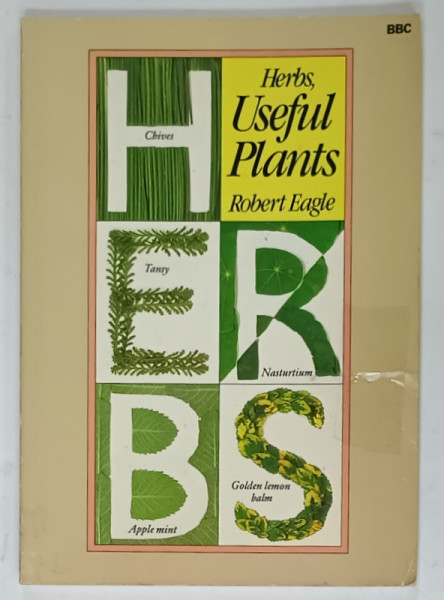 BBC
Herbs,
Useful
Plants
Robert Eagle
H
Chives
E
Tansy
R
Nasturtium
B
Apple mint
S
Golden lemon
balm